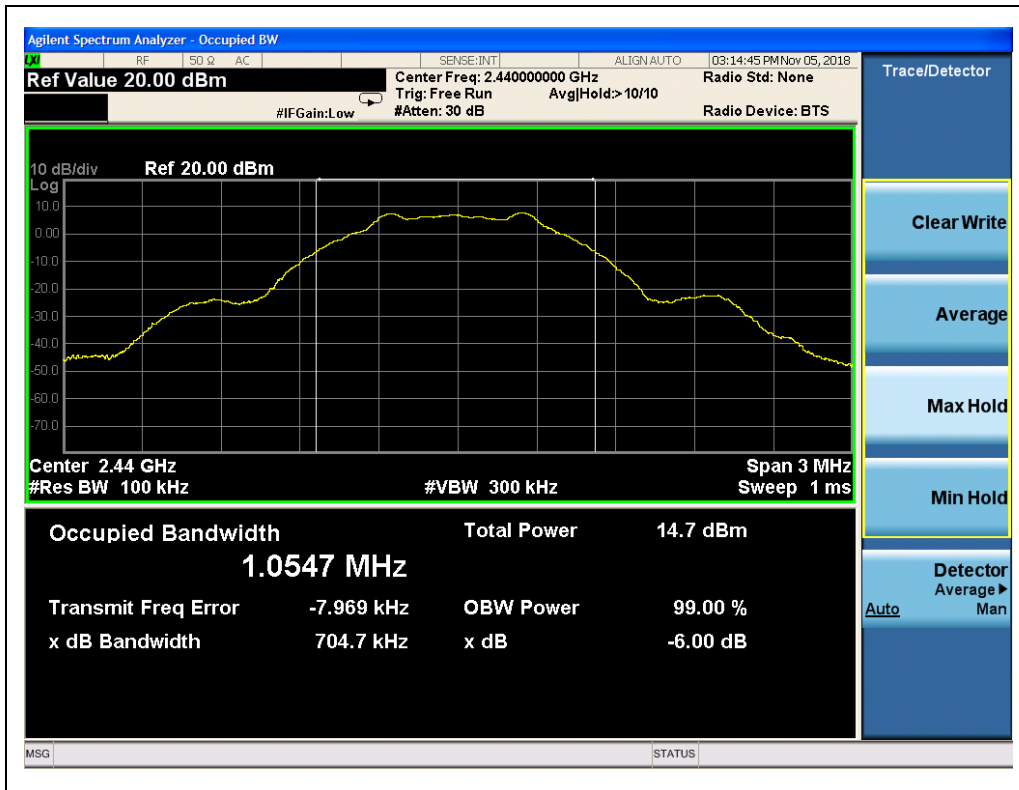 Agilent Spectrum Analyzer - Occupied BW
LXI RF 50 Ω AC SENSE:INT ALIGN AUTO 03:14:45 PM Nov 05, 2018
Ref Value 20.00 dBm
Center Freq: 2.440000000 GHz
Radio Std: None
Trig: Free Run Avg|Hold:> 10/10
#IFGain:Low #Atten: 30 dB Radio Device: BTS
10 dB/div Ref 20.00 dBm
Log
10.0
0.00
-10.0
-20.0
-30.0
-40.0
-50.0
-60.0
-70.0
Center 2.44 GHz Span 3 MHz
#Res BW 100 kHz #VBW 300 kHz Sweep 1 ms
Occupied Bandwidth Total Power 14.7 dBm
1.0547 MHz
Transmit Freq Error -7.969 kHz OBW Power 99.00 %
x dB Bandwidth 704.7 kHz x dB -6.00 dB
MSG STATUS
Trace/Detector
Clear Write
Average
Max Hold
Min Hold
Detector
Average▶
Auto Man